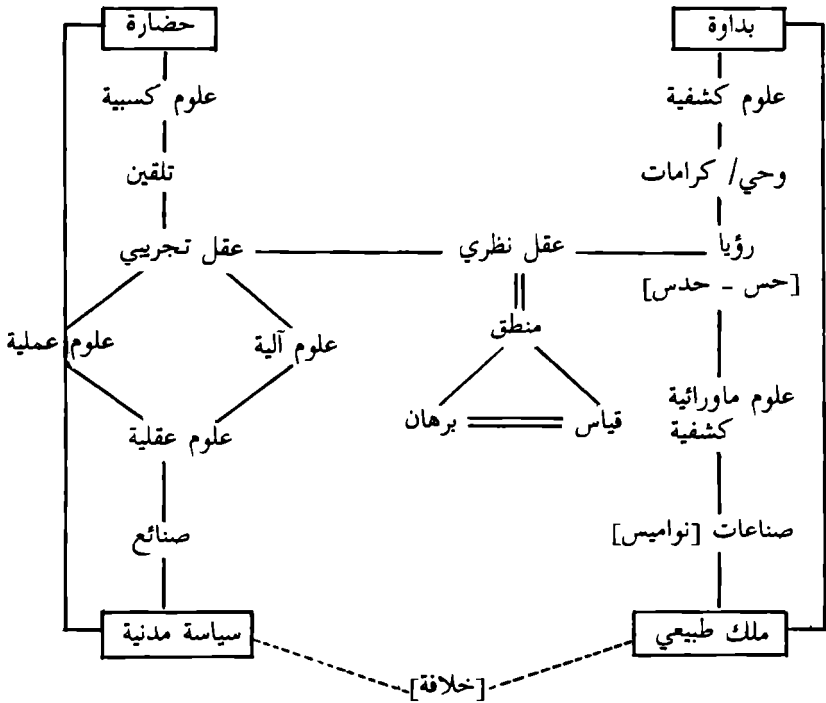 بداوة
حضارة
علوم كشفية
علوم كسبية
وحي/ كرامات
تلقين
رؤيا
عقل نظري
عقل تجريبي
[حس - حدس]
منطق
علوم آلية
علوم عملية
علوم ماورائية
كشفية
قياس
برهان
علوم عقلية
صناعات [نواميس]
صنائع
ملك طبيعي
سياسة مدنية
[خلافة]